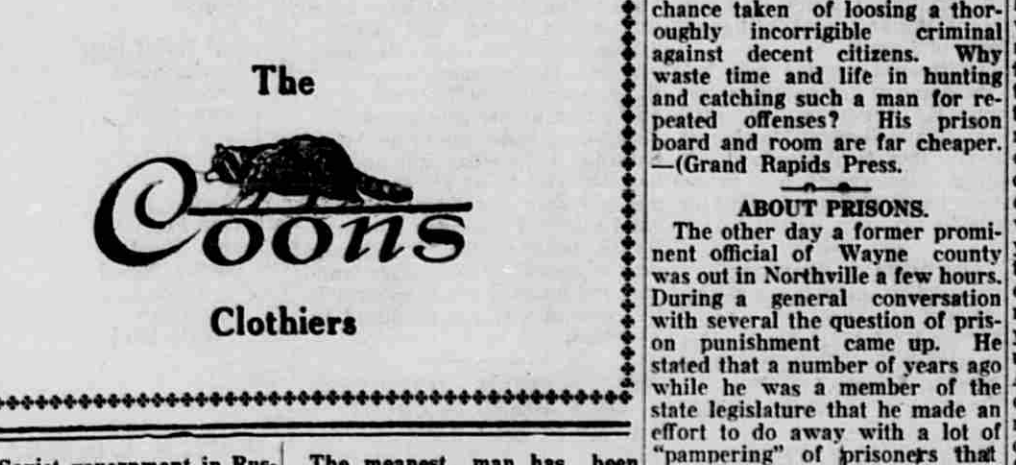 The
Coons
Clothiers
chance taken of loosing a thor-
oughly incorrigible criminal
against decent citizens. Why
waste time and life in hunting
and catching such a man for re-
peated offenses? His prison
board and room are far cheaper.
—(Grand Rapids Press.
ABOUT PRISONS.
The other day a former promi-
nent official of Wayne county
was out in Northville a few hours.
During a general conversation
with several the question of pris-
on punishment came up. He
stated that a number of years ago
while he was a member of the
state legislature that he made an
effort to do away with a lot of
"pampering" of prisoners that
Soviet government in Rus-
The meanest man has been